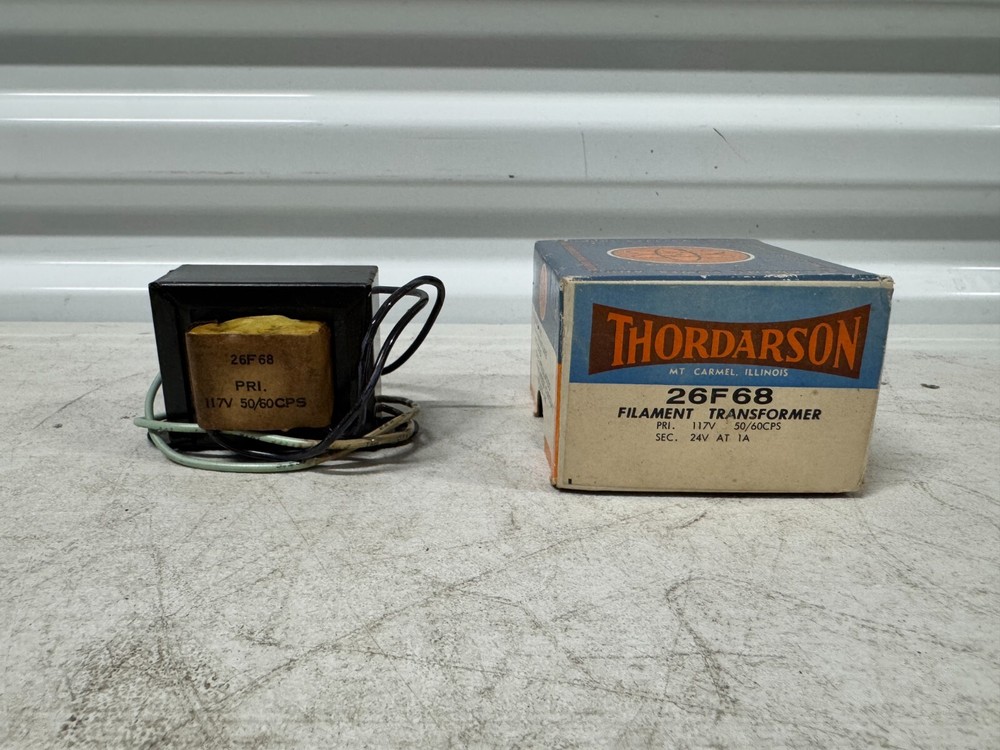 26F68
PRI.
117V 50/60CPS
THORDARSON
MT CARMEL, ILLINOIS
26F68
FILAMENT TRANSFORMER
PRI. 117V 50/60CPS
SEC. 24V AT 1A